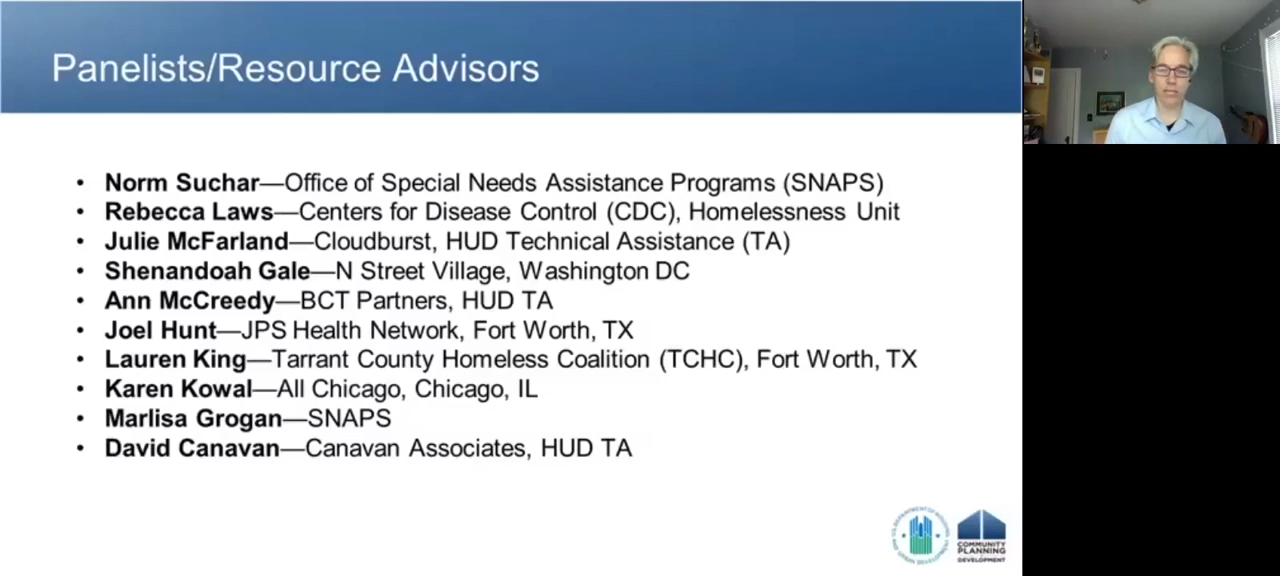 Panelists/Resource Advisors
• Norm Suchar—Office of Special Needs Assistance Programs (SNAPS)
• Rebecca Laws—Centers for Disease Control (CDC), Homelessness Unit
• Julie McFarland—Cloudburst, HUD Technical Assistance (TA)
• Shenandoah Gale—N Street Village, Washington DC
• Ann McCreedy—BCT Partners, HUD TA
• Joel Hunt—JPS Health Network, Fort Worth, TX
• Lauren King—Tarrant County Homeless Coalition (TCHC), Fort Worth, TX
• Karen Kowal—All Chicago, Chicago, IL
• Marlisa Grogan—SNAPS
• David Canavan—Canavan Associates, HUD TA
COMMUNITY
PLANNING
DEVELOPMENT